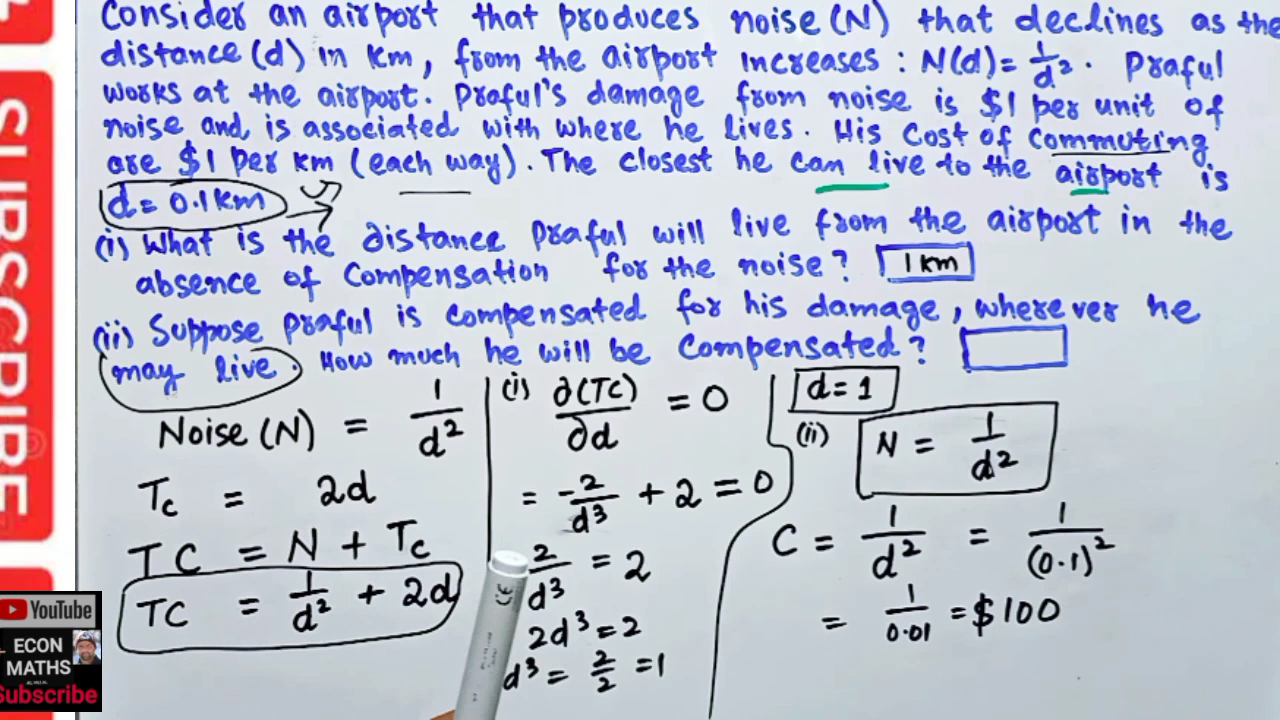 Consider an airport that produces noise (N) that declines as the
distance (d) in Km, from the airport increases : N(d) = 1/d². Praful
works at the airport. Praful's damage from noise is $1 per unit of
noise and is associated with where he lives. His cost of commuting
are $1 per km (each way). The closest he can live to the airport is
d = 0.1 km
(i) What is the distance Praful will live from the airport in the
absence of compensation for the noise? 1 km
(ii) Suppose praful is compensated for his damage, where ver he
may live. How much he will be compensated?
Noise (N) = 1/d²
Tc = 2d
TC = N + Tc
TC = 1/d² + 2d
(i) ∂(TC)/∂d = 0
= -2/d³ + 2 = 0
2/d³ = 2
2d³ = 2
d³ = 2/2 = 1
d = 1
(ii) N = 1/d²
C = 1/d² = 1/(0.1)²
= 1/0.01 = $100
SUBSCRIBE
YouTube
ECON
MATHS
Subscribe